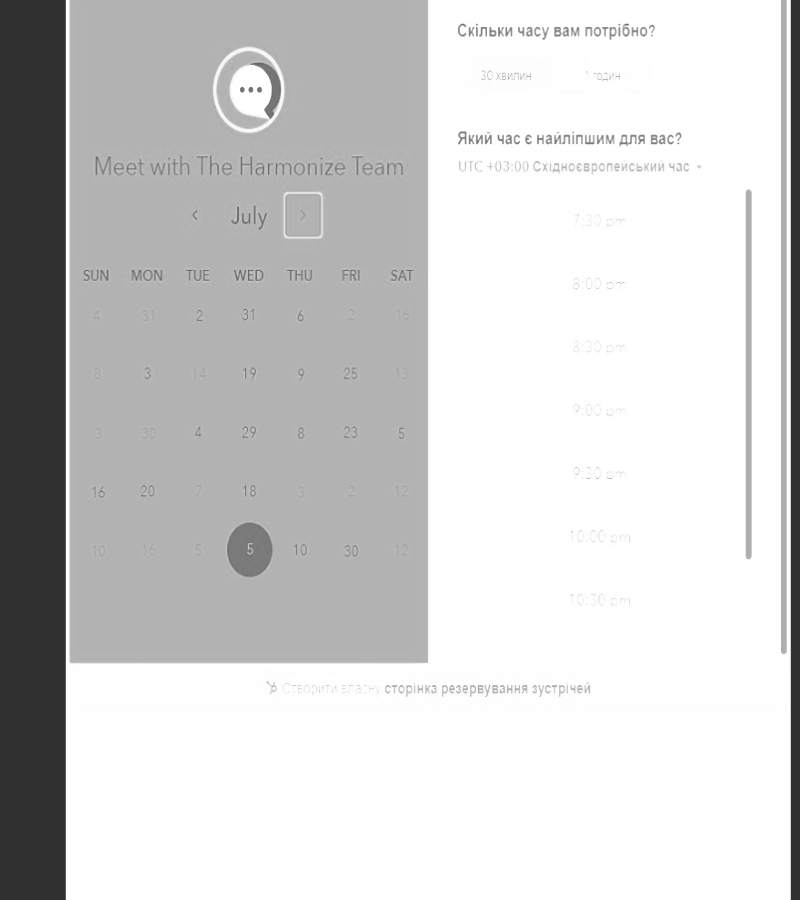 Meet with The Harmonize Team
July
SUN MON TUE WED THU FRI SAT
4 31 2 31 6 2 16
8 3 14 19 9 25 13
3 30 4 29 8 23 5
16 20 7 18 3 2 12
10 16 5 5 10 30 12
Скільки часу вам потрібно?
30 хвилин 1 годин
Який час є найліпшим для вас?
UTC +03:00 Східноєвропейський час
7:30 pm
8:00 pm
8:30 pm
9:00 pm
9:30 pm
10:00 pm
10:30 pm
Створити власну сторінка резервування зустрічей